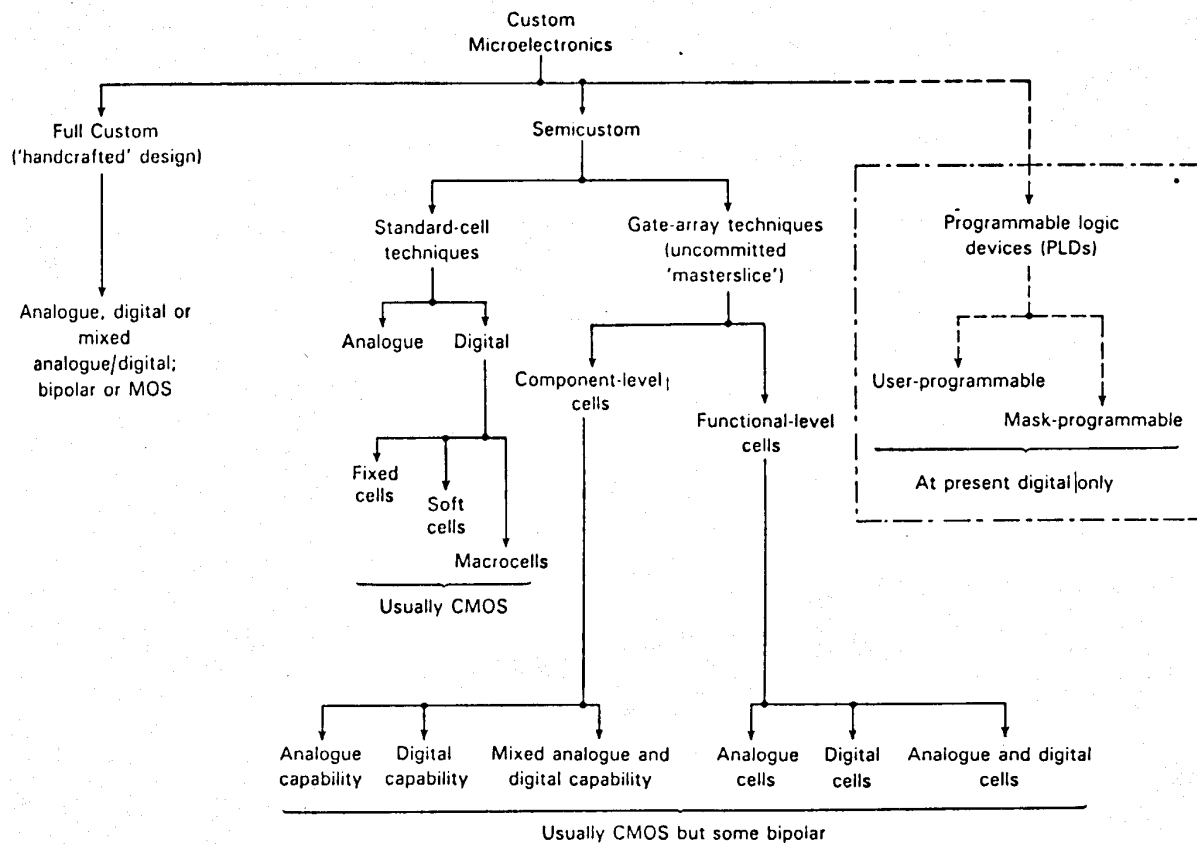 Custom
Microelectronics
Full Custom
('handcrafted' design)
Semicustom
Standard-cell
techniques
Gate-array techniques
(uncommitted
'masterslice')
Programmable logic
devices (PLDs)
Analogue, digital or
mixed
analogue/digital;
bipolar or MOS
Analogue
Digital
Component-level
cells
Functional-level
cells
User-programmable
Mask-programmable
At present digital only
Fixed
cells
Soft
cells
Macrocells
Usually CMOS
Analogue
capability
Digital
capability
Mixed analogue and
digital capability
Analogue
cells
Digital
cells
Analogue and digital
cells
Usually CMOS but some bipolar